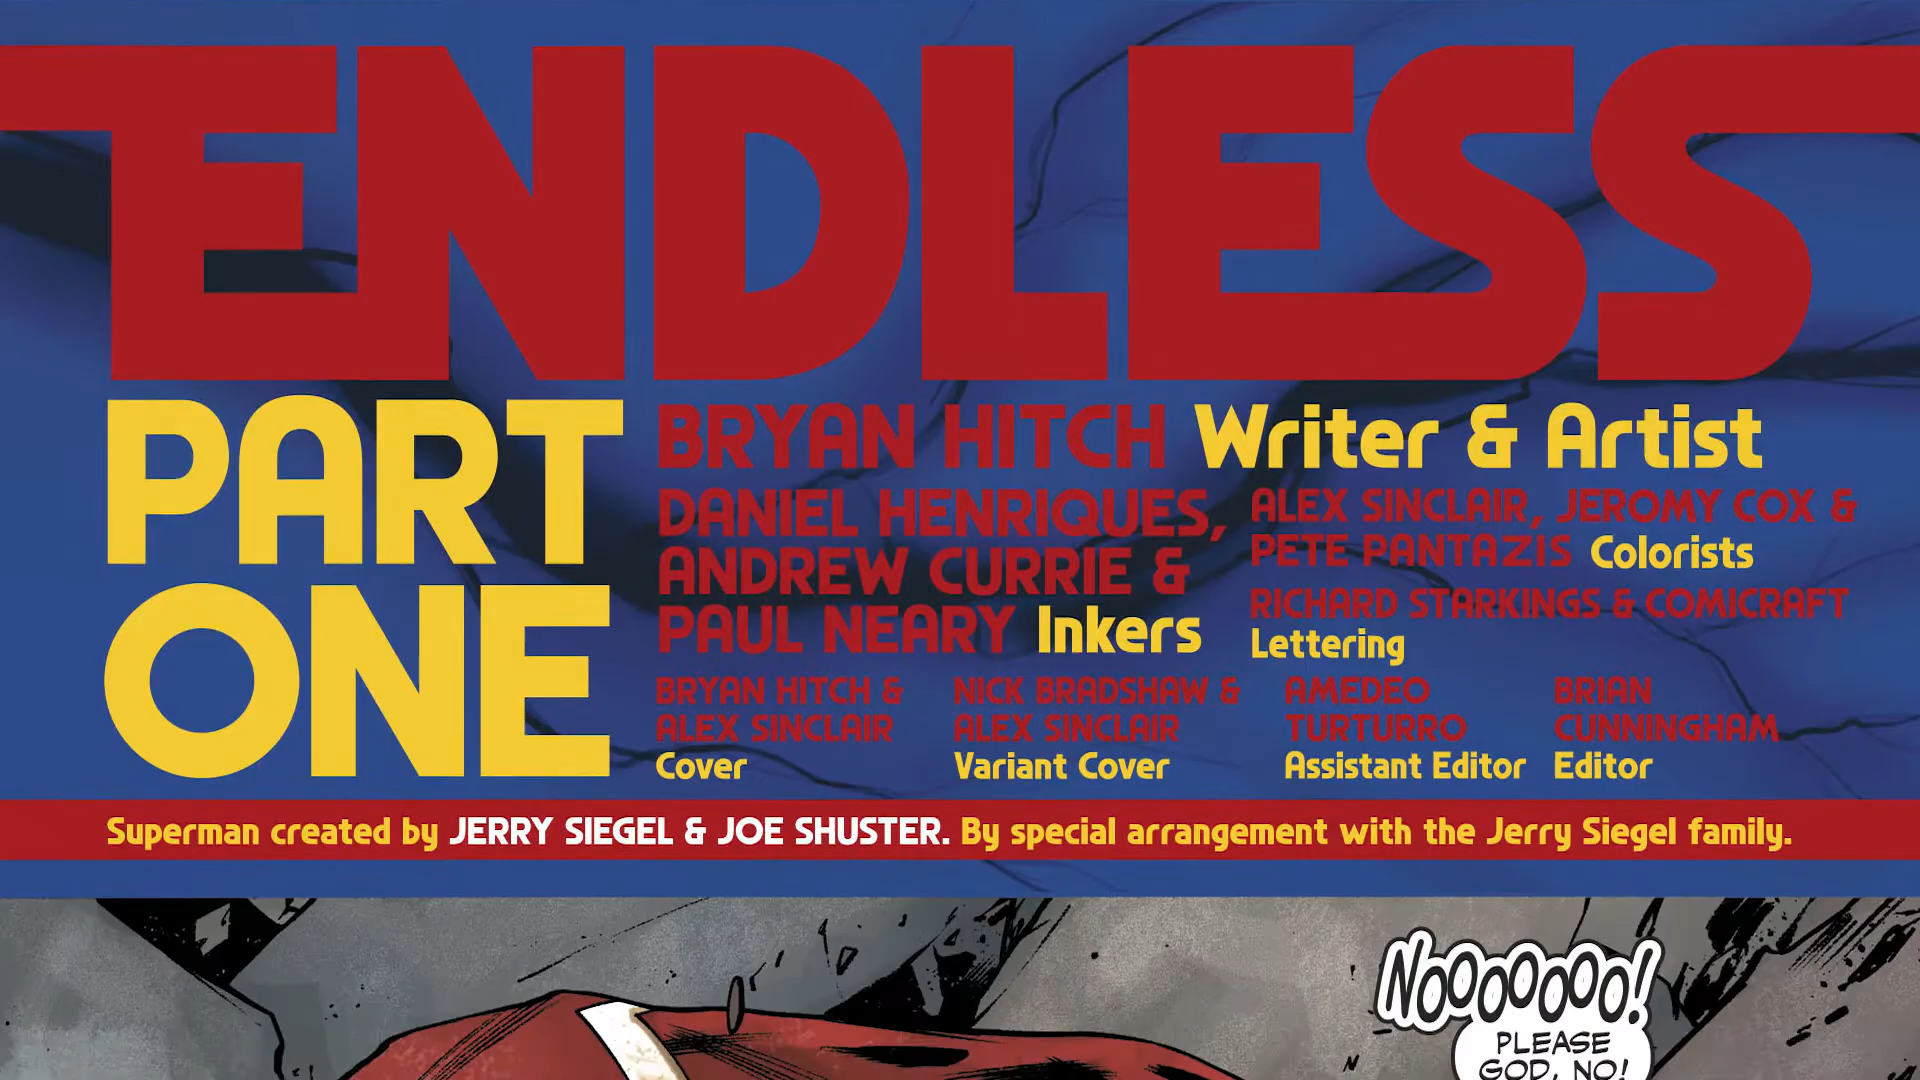 ENDLESS
PART
ONE
BRYAN HITCH Writer & Artist
DANIEL HENRIQUES,
ANDREW CURRIE &
PAUL NEARY Inkers
ALEX SINCLAIR, JEROMY COX &
PETE PANTAZIS Colorists
RICHARD STARKINGS & COMICRAFT
Lettering
BRYAN HITCH &
ALEX SINCLAIR
Cover
NICK BRADSHAW &
ALEX SINCLAIR
Variant Cover
AMEDEO
TURTURRO
Assistant Editor
BRIAN
CUNNINGHAM
Editor
Superman created by JERRY SIEGEL & JOE SHUSTER. By special arrangement with the Jerry Siegel family.
NOOOOOOO!
PLEASE
GOD, NO!